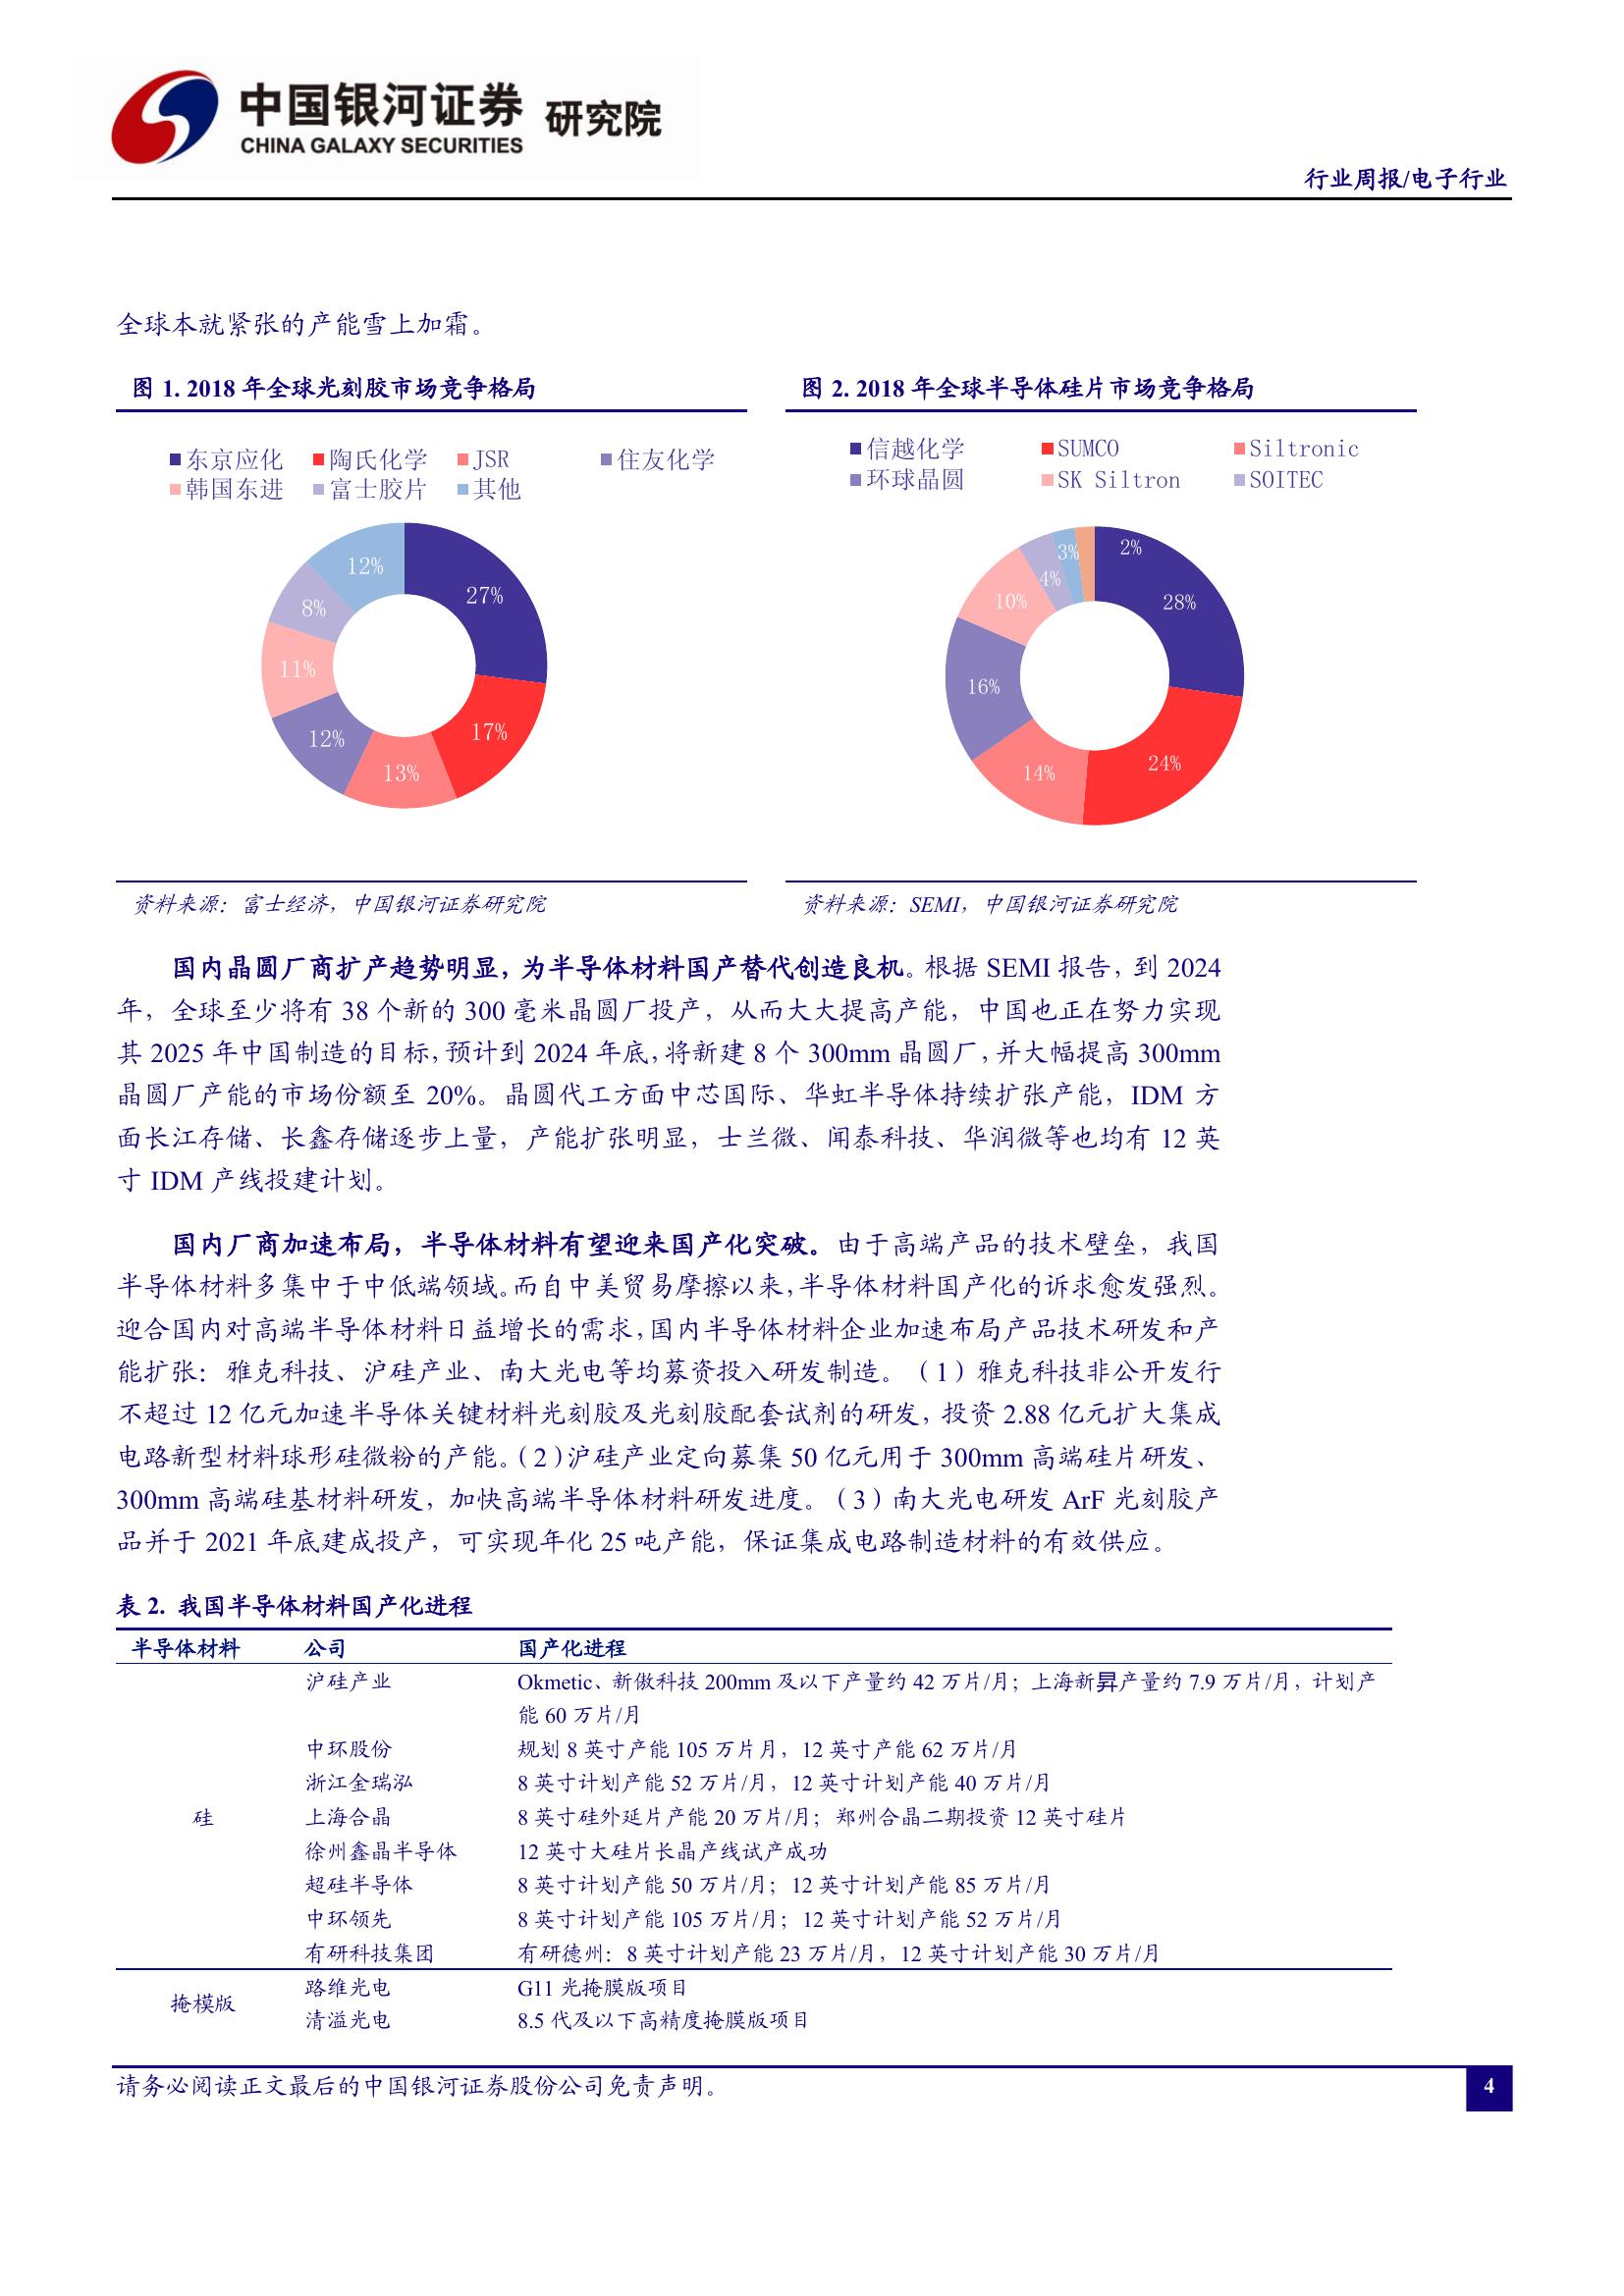 中国银河证券 研究院
CHINA GALAXY SECURITIES
行业周报/电子行业
全球本就紧张的产能雪上加霜。
图 1. 2018 年全球光刻胶市场竞争格局
东京应化 陶氏化学 JSR 住友化学
韩国东进 富士胶片 其他
12%
27%
8%
11%
17%
12%
13%
资料来源：富士经济，中国银河证券研究院
图 2. 2018 年全球半导体硅片市场竞争格局
信越化学 SUMCO Siltronic
环球晶圆 SK Siltron SOITEC
2%
3%
4%
28%
10%
16%
24%
14%
资料来源：SEMI，中国银河证券研究院
国内晶圆厂商扩产趋势明显，为半导体材料国产替代创造良机。根据 SEMI 报告，到 2024
年，全球至少将有 38 个新的 300 毫米晶圆厂投产，从而大大提高产能，中国也正在努力实现
其 2025 年中国制造的目标，预计到 2024 年底，将新建 8 个 300mm 晶圆厂，并大幅提高 300mm
晶圆厂产能的市场份额至 20%。晶圆代工方面中芯国际、华虹半导体持续扩张产能，IDM 方
面长江存储、长鑫存储逐步上量，产能扩张明显，士兰微、闻泰科技、华润微等也均有 12 英
寸 IDM 产线投建计划。
国内厂商加速布局，半导体材料有望迎来国产化突破。由于高端产品的技术壁垒，我国
半导体材料多集中于中低端领域。而自中美贸易摩擦以来，半导体材料国产化的诉求愈发强烈。
迎合国内对高端半导体材料日益增长的需求，国内半导体材料企业加速布局产品技术研发和产
能扩张：雅克科技、沪硅产业、南大光电等均募资投入研发制造。（1）雅克科技非公开发行
不超过 12 亿元加速半导体关键材料光刻胶及光刻胶配套试剂的研发，投资 2.88 亿元扩大集成
电路新型材料球形硅微粉的产能。（2）沪硅产业定向募集 50 亿元用于 300mm 高端硅片研发、
300mm 高端硅基材料研发，加快高端半导体材料研发进度。（3）南大光电研发 ArF 光刻胶产
品并于 2021 年底建成投产，可实现年化 25 吨产能，保证集成电路制造材料的有效供应。
表 2. 我国半导体材料国产化进程
半导体材料 公司 国产化进程
沪硅产业 Okmetic、新傲科技 200mm 及以下产量约 42 万片/月；上海新昇产量约 7.9 万片/月，计划产
能 60 万片/月
中环股份 规划 8 英寸产能 105 万片月，12 英寸产能 62 万片/月
浙江金瑞泓 8 英寸计划产能 52 万片/月，12 英寸计划产能 40 万片/月
硅 上海合晶 8 英寸硅外延片产能 20 万片/月；郑州合晶二期投资 12 英寸硅片
徐州鑫晶半导体 12 英寸大硅片长晶产线试产成功
超硅半导体 8 英寸计划产能 50 万片/月；12 英寸计划产能 85 万片/月
中环领先 8 英寸计划产能 105 万片/月；12 英寸计划产能 52 万片/月
有研科技集团 有研德州：8 英寸计划产能 23 万片/月，12 英寸计划产能 30 万片/月
掩模版 路维光电 G11 光掩膜版项目
清溢光电 8.5 代及以下高精度掩膜版项目
请务必阅读正文最后的中国银河证券股份公司免责声明。
4